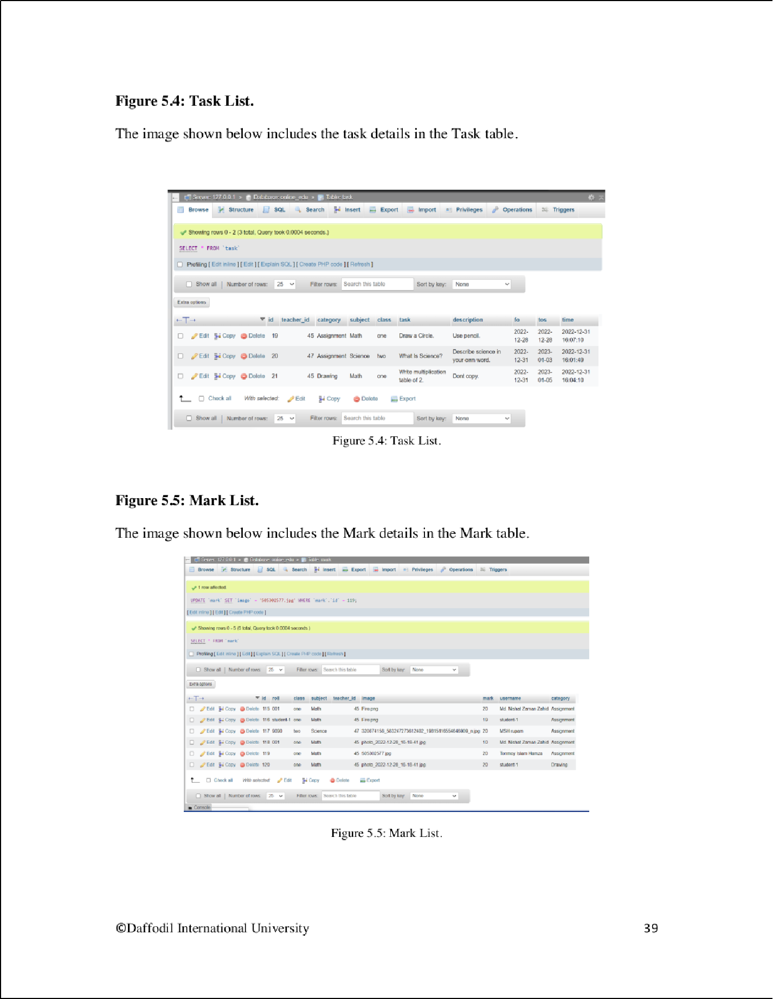 Figure 5.4: Task List.
The image shown below includes the task details in the Task table.
Server: 127.0.0.1 » Database: online_edu » Table: task
Browse Structure SQL Search Insert Export Import Privileges Operations Triggers
Showing rows 0 - 2 (3 total, Query took 0.0004 seconds.)
SELECT * FROM `task`
Profiling [ Edit inline ] [ Edit ] [ Explain SQL ] [ Create PHP code ] [ Refresh ]
Show all | Number of rows: 25 Filter rows: Search this table Sort by key: None
Extra options
←T→ id teacher_id category subject class task description fo tos time
Edit Copy Delete 19 45 Assignment Math one Draw a Circle. Use pencil. 2022-12-28 2022-12-28 2022-12-31 16:07:10
Edit Copy Delete 20 47 Assignment Science two What Is Science? Describe science in your own word. 2022-12-31 2023-01-03 2022-12-31 16:01:49
Edit Copy Delete 21 45 Drawing Math one Write multiplication table of 2. Dont copy. 2022-12-31 2023-01-05 2022-12-31 16:04:10
Check all With selected: Edit Copy Delete Export
Show all | Number of rows: 25 Filter rows: Search this table Sort by key: None
Figure 5.4: Task List.
Figure 5.5: Mark List.
The image shown below includes the Mark details in the Mark table.
Server: 127.0.0.1 » Database: online_edu » Table: mark
Browse Structure SQL Search Insert Export Import Privileges Operations Triggers
1 row affected.
UPDATE `mark` SET `image` = '505302577.jpg' WHERE `mark`.`id` = 119;
[ Edit inline ] [ Edit ] [ Create PHP code ]
Showing rows 0 - 5 (6 total, Query took 0.0004 seconds.)
SELECT * FROM `mark`
Profiling [ Edit inline ] [ Edit ] [ Explain SQL ] [ Create PHP code ] [ Refresh ]
Show all | Number of rows: 25 Filter rows: Search this table Sort by key: None
Extra options
←T→ id roll class subject teacher_id image mark username category
Edit Copy Delete 115 001 one Math 45 Fire.png 20 Md. Nishat Zaman Zahid Assignment
Edit Copy Delete 116 student-1 one Math 45 Fire.png 19 student-1 Assignment
Edit Copy Delete 117 9090 two Science 47 20 MSH rupam Assignment
Edit Copy Delete 118 001 one Math 45 photo_2022-12-28_16-18-41.jpg 10 Md. Nishat Zaman Zahid Assignment
Edit Copy Delete 119 one Math 45 505302577.jpg 20 Tonmoy Islam Hamza Assignment
Edit Copy Delete 120 one Math 45 photo_2022-12-28_16-18-41.jpg 20 student-1 Drawing
Check all With selected: Edit Copy Delete Export
Show all | Number of rows: 25 Filter rows: Search this table Sort by key: None
Console
Figure 5.5: Mark List.
©Daffodil International University 39